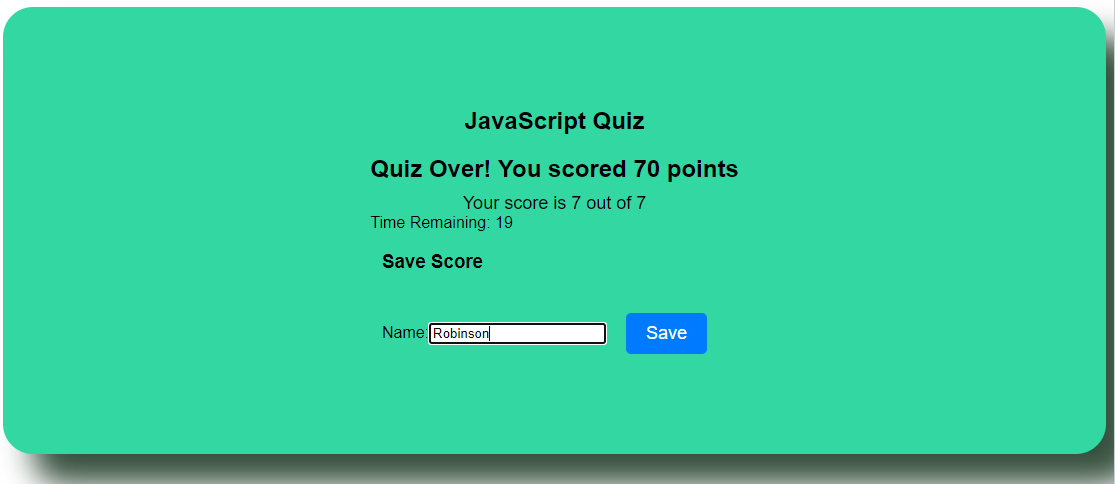 JavaScript Quiz
Quiz Over! You scored 70 points
Your score is 7 out of 7
Time Remaining: 19
Save Score
Name: Robinson Save